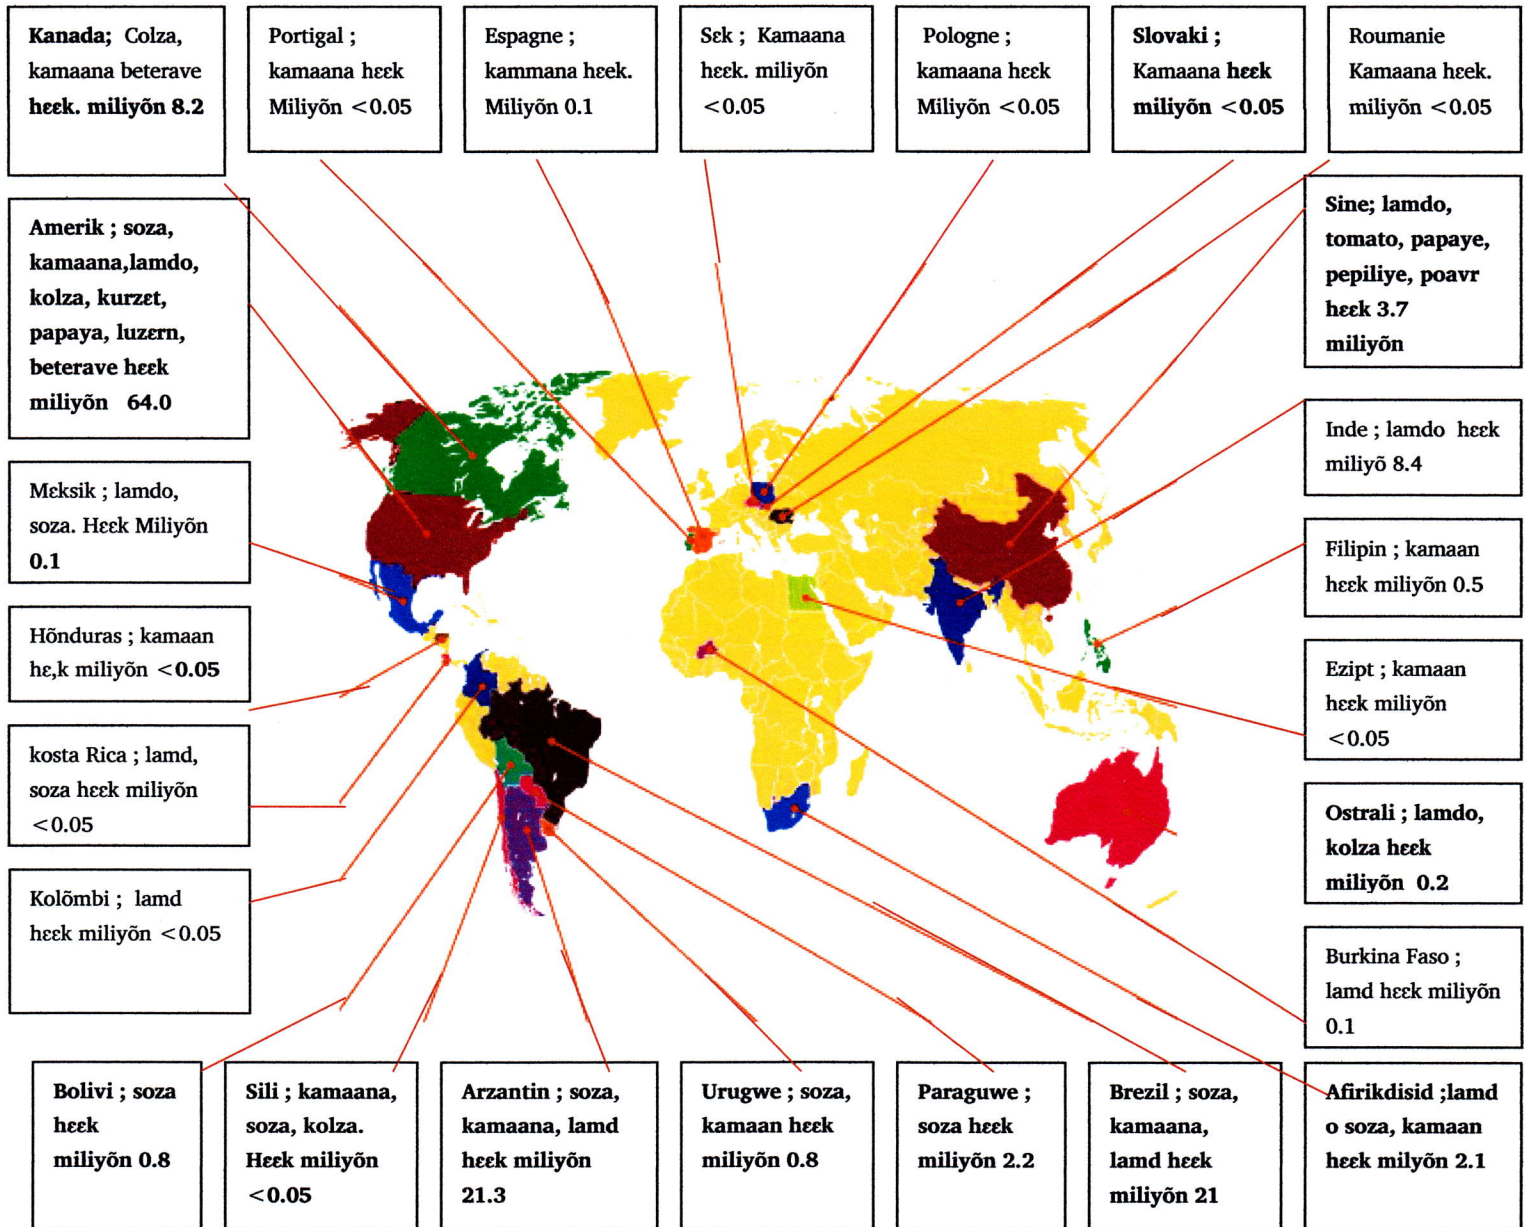 Kanada; Colza,
kamaana beterave
hɛɛk. miliyõn 8.2
Portigal ;
kamaana hɛɛk
Miliyõn <0.05
Espagne ;
kammana hɛek.
Miliyõn 0.1
Sɛk ; Kamaana
hɛɛk. miliyõn
<0.05
Pologne ;
kamaana hɛɛk
Miliyõn <0.05
Slovaki ;
Kamaana hɛɛk
miliyõn <0.05
Roumanie
Kamaana hɛɛk.
miliyõn <0.05
Amerik ; soza,
kamaana,lamdo,
kolza, kurzɛt,
papaya, luzɛrn,
beterave hɛɛk
miliyõn 64.0
Sine; lamdo,
tomato, papaye,
pepiliye, poavr
hɛɛk 3.7
miliyõn
Mɛksik ; lamdo,
soza. Hɛɛk Miliyõn
0.1
Inde ; lamdo hɛɛk
miliyõ 8.4
Hõnduras ; kamaan
hɛ,k miliyõn <0.05
Filipin ; kamaan
hɛɛk miliyõn 0.5
kosta Rica ; lamd,
soza hɛɛk miliyõn
<0.05
Ezipt ; kamaan
hɛɛk miliyõn
<0.05
Kolõmbi ; lamd
hɛɛk miliyõn <0.05
Ostrali ; lamdo,
kolza hɛɛk
miliyõn 0.2
Burkina Faso ;
lamd hɛɛk miliyõn
0.1
Bolivi ; soza
hɛɛk
miliyõn 0.8
Sili ; kamaana,
soza, kolza.
Hɛɛk miliyõn
<0.05
Arzantin ; soza,
kamaana, lamd
hɛɛk miliyõn
21.3
Urugwe ; soza,
kamaan hɛɛk
miliyõn 0.8
Paraguwe ;
soza hɛɛk
miliyõn 2.2
Brezil ; soza,
kamaana,
lamd hɛɛk
miliyõn 21
Afirikdisid ;lamd
o soza, kamaan
hɛɛk milyõn 2.1